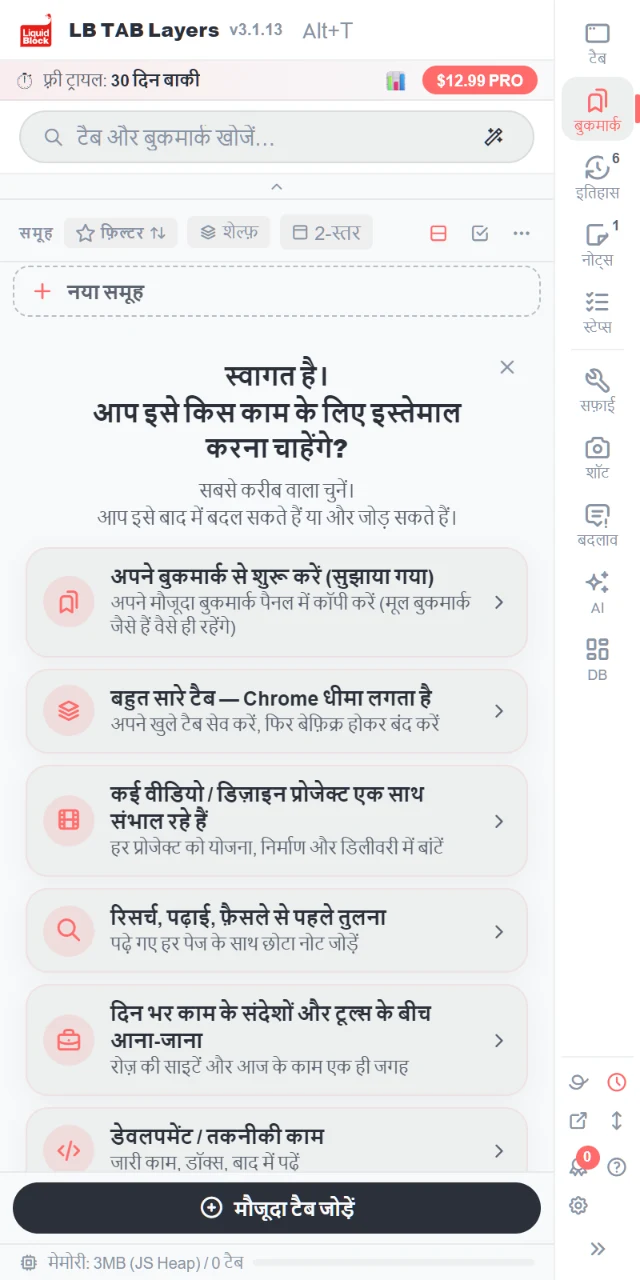 Liquid Block
LB TAB Layers v3.1.13 Alt+T
फ़्री ट्रायल: 30 दिन बाकी
$12.99 PRO
टैब और बुकमार्क खोजें…
समूह फ़िल्टर शेल्फ़ 2-स्तर
नया समूह
स्वागत है।
आप इसे किस काम के लिए इस्तेमाल
करना चाहेंगे?
सबसे करीब वाला चुनें।
आप इसे बाद में बदल सकते हैं या और जोड़ सकते हैं।
अपने बुकमार्क से शुरू करें (सुझाया गया)
अपने मौजूदा बुकमार्क पैनल में कॉपी करें (मूल बुकमार्क
जैसे हैं वैसे ही रहेंगे)
बहुत सारे टैब — Chrome धीमा लगता है
अपने खुले टैब सेव करें, फिर बेफ़िक्र होकर बंद करें
कई वीडियो / डिज़ाइन प्रोजेक्ट एक साथ
संभाल रहे हैं
हर प्रोजेक्ट को योजना, निर्माण और डिलीवरी में बांटें
रिसर्च, पढ़ाई, फ़ैसले से पहले तुलना
पढ़े गए हर पेज के साथ छोटा नोट जोड़ें
दिन भर काम के संदेशों और टूल्स के बीच
आना-जाना
रोज़ की साइटें और आज के काम एक ही जगह
डेवलपमेंट / तकनीकी काम
जारी काम, डॉक्स, बाद में पढ़ें
मौजूदा टैब जोड़ें
मेमोरी: 3MB (JS Heap) / 0 टैब
टैब
बुकमार्क
6
इतिहास
1
नोट्स
स्टेप्स
सफ़ाई
शॉट
बदलाव
AI
DB
0